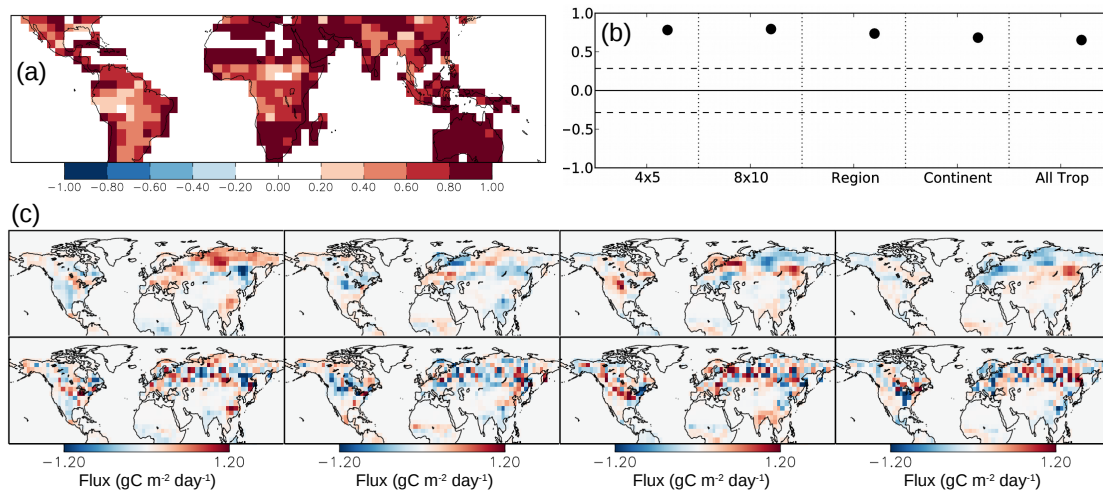 (a)
-1.00 -0.80 -0.60 -0.40 -0.20 0.00 0.20 0.40 0.60 0.80 1.00
(b)
1.0
0.5
0.0
−0.5
−1.0
4x5 8x10 Region Continent All Trop
(c)
−1.20 1.20 −1.20 1.20 −1.20 1.20 −1.20 1.20
Flux (gC m⁻² day⁻¹) Flux (gC m⁻² day⁻¹) Flux (gC m⁻² day⁻¹) Flux (gC m⁻² day⁻¹)